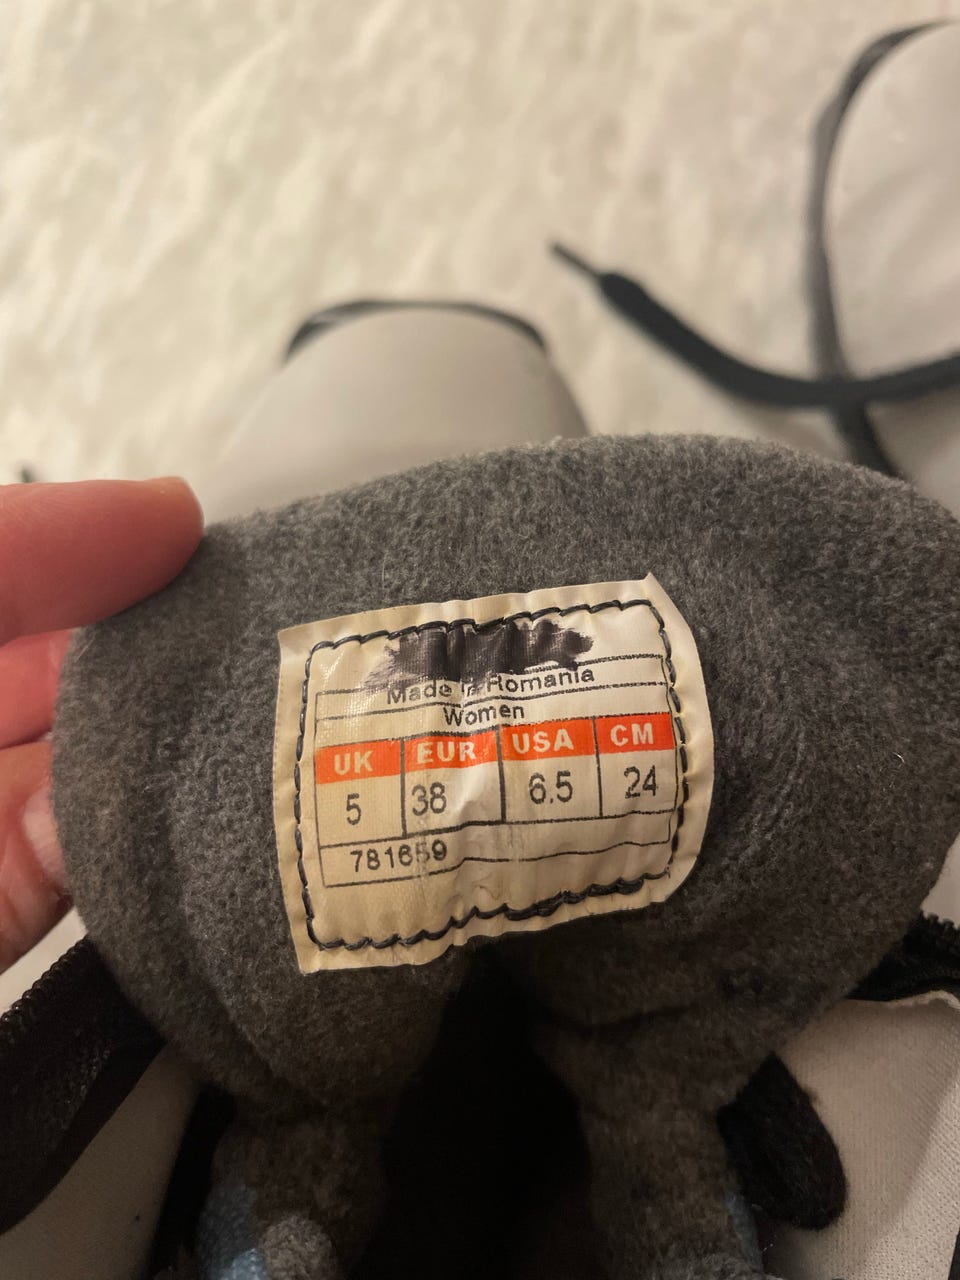 Made in Romania
Women
UK EUR USA CM
5 38 6.5 24
781659